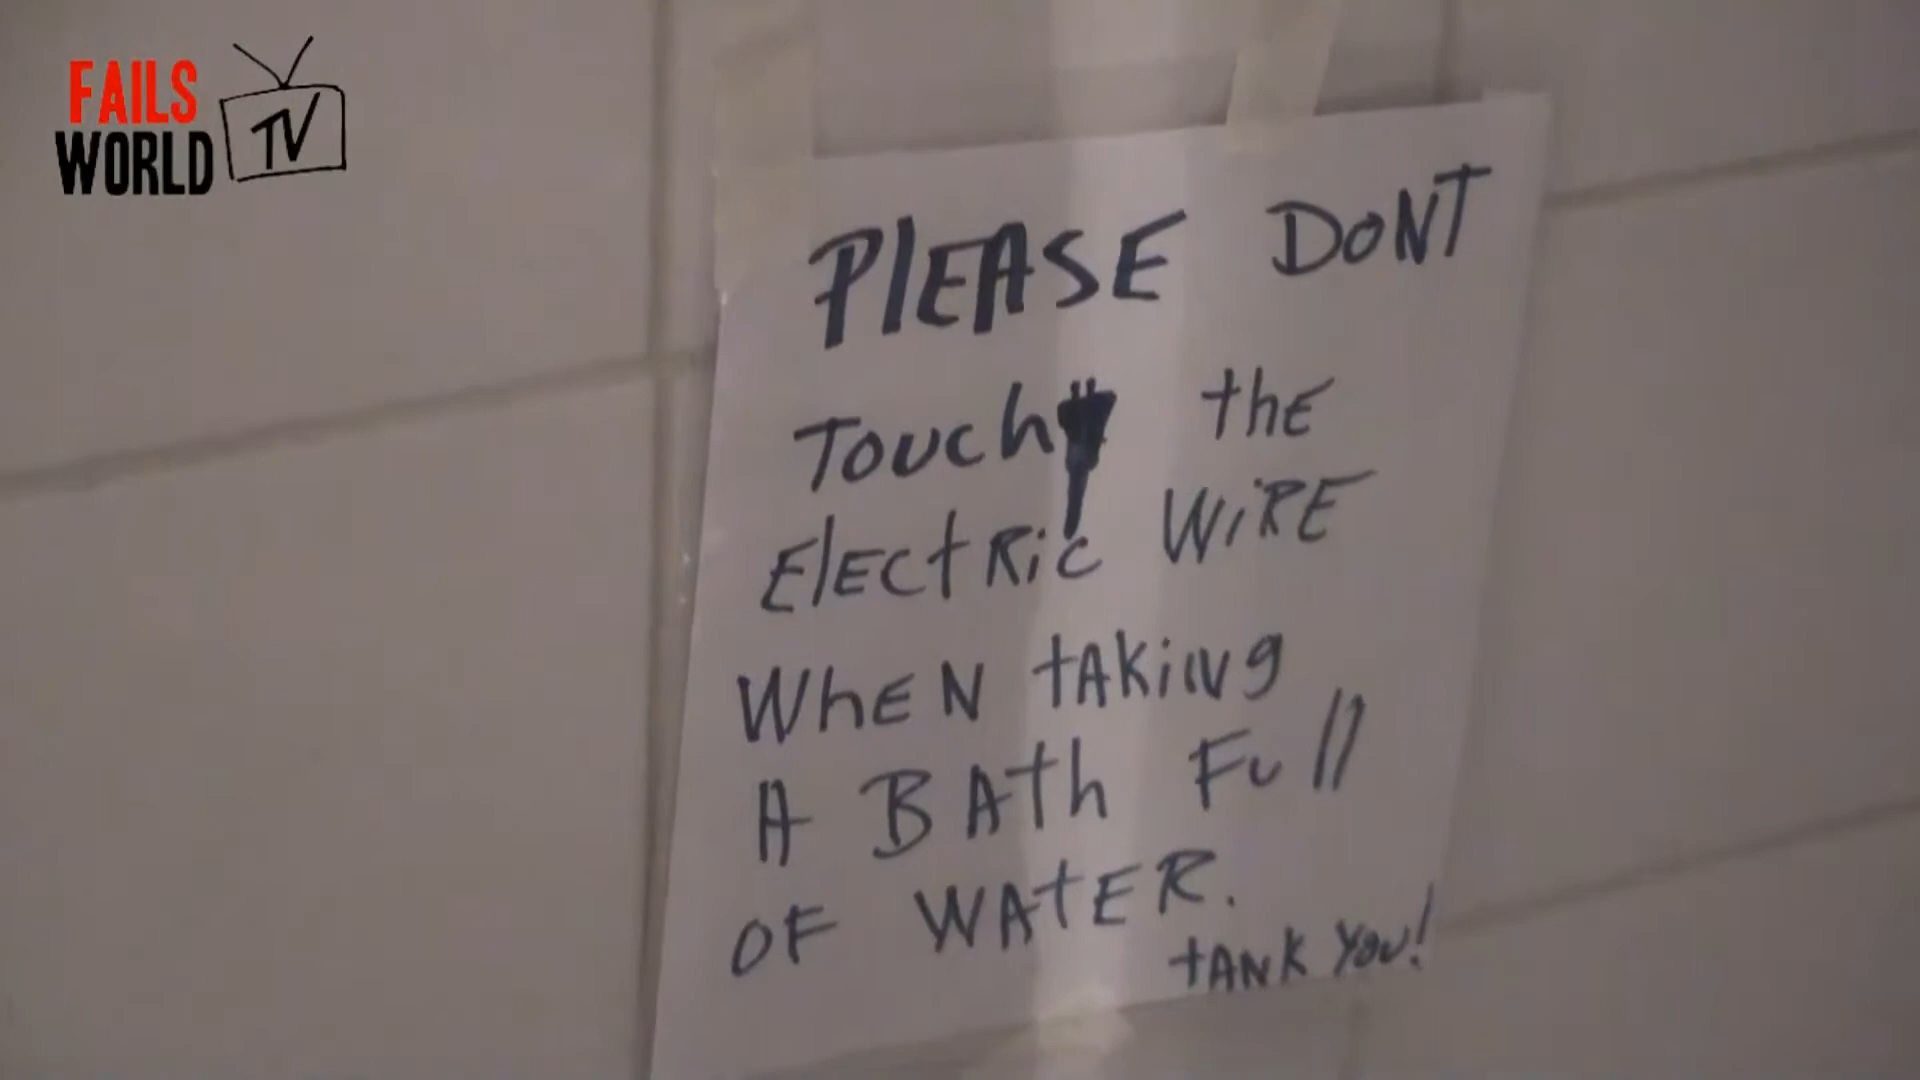 FAILS
WORLD TV
PlEASE DONT
TOUCh thE
ElECtRiC WiRE
WhEN tAKiNg
A BAth Full
OF WAtER.
tANK YOU!